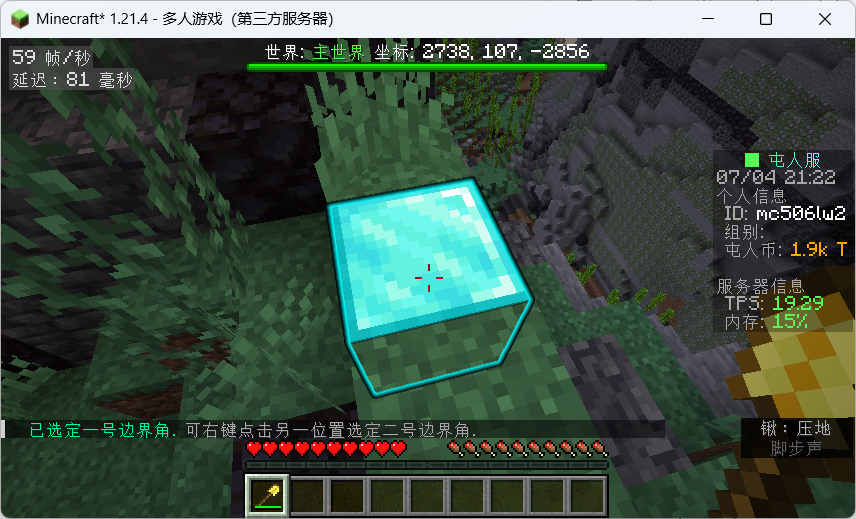 Minecraft* 1.21.4 - 多人游戏（第三方服务器）
59 帧/秒
延迟：81 毫秒
世界: 主世界 坐标: 2738, 107, -2856
屯人服
07/04 21:22
个人信息
ID: mc506lw2
组别:
屯人币: 1.9k T
服务器信息
TPS: 19.29
内存: 15%
已选定一号边界角. 可右键点击另一位置选定二号边界角.
锹：压地
脚步声